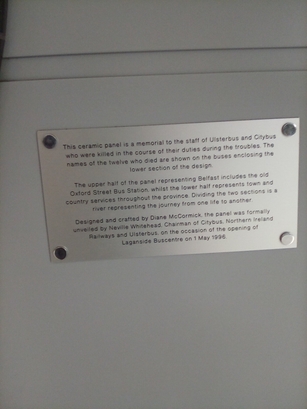 This ceramic panel is a memorial to the staff of Ulsterbus and Citybus
who were killed in the course of their duties during the troubles. The
names of the twelve who died are shown on the buses enclosing the
lower section of the design.
The upper half of the panel representing Belfast includes the old
Oxford Street Bus Station, whilst the lower half represents town and
country services throughout the province. Dividing the two sections is a
river representing the journey from one life to another.
Designed and crafted by Diane McCormick, the panel was formally
unveiled by Neville Whitehead, Chairman of Citybus, Northern Ireland
Railways and Ulsterbus, on the occasion of the opening of
Laganside Buscentre on 1 May 1996.